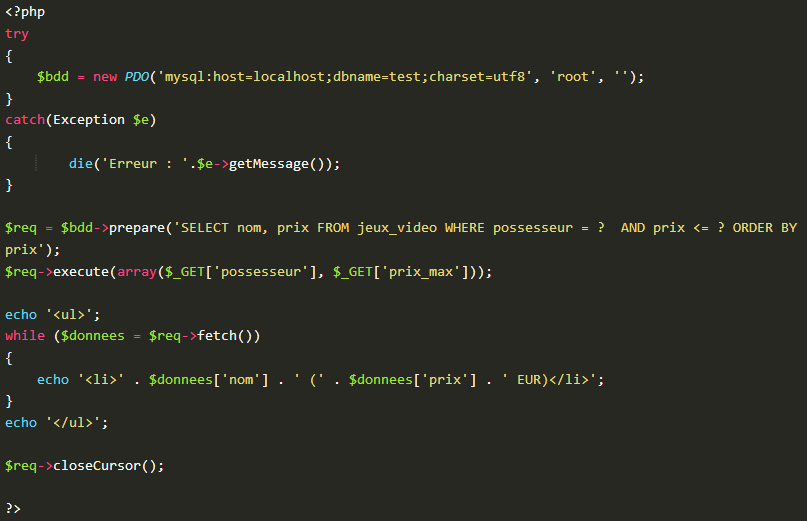 <?php
try
{
    $bdd = new PDO('mysql:host=localhost;dbname=test;charset=utf8', 'root', '');
}
catch(Exception $e)
{
        die('Erreur : '.$e->getMessage());
}

$req = $bdd->prepare('SELECT nom, prix FROM jeux_video WHERE possesseur = ?  AND prix <= ? ORDER BY
prix');
$req->execute(array($_GET['possesseur'], $_GET['prix_max']));

echo '<ul>';
while ($donnees = $req->fetch())
{
    echo '<li>' . $donnees['nom'] . ' (' . $donnees['prix'] . ' EUR)</li>';
}
echo '</ul>';

$req->closeCursor();

?>